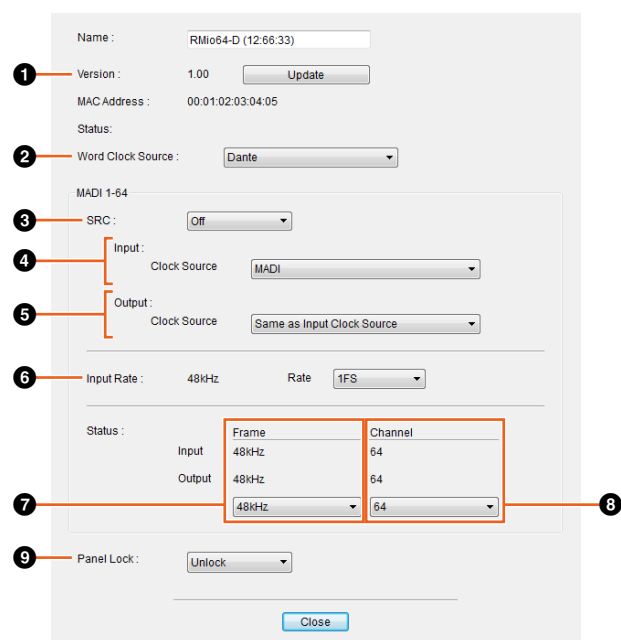 Name :
RMio64-D (12:66:33)
1 Version : 1.00 Update
MAC Address : 00:01:02:03:04:05
Status:
2 Word Clock Source : Dante
MADI 1-64
3 SRC : Off
Input :
4 Clock Source MADI
Output :
5 Clock Source Same as Input Clock Source
6 Input Rate : 48kHz Rate 1FS
Status : Frame Channel
Input 48kHz 64
Output 48kHz 64
7 48kHz 64 8
9 Panel Lock : Unlock
Close